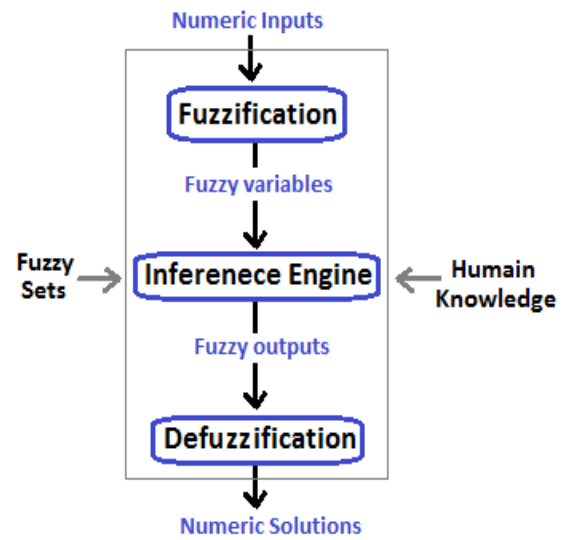 Numeric Inputs
Fuzzification
Fuzzy variables
Fuzzy
Sets
Inferenece Engine
Humain
Knowledge
Fuzzy outputs
Defuzzification
Numeric Solutions